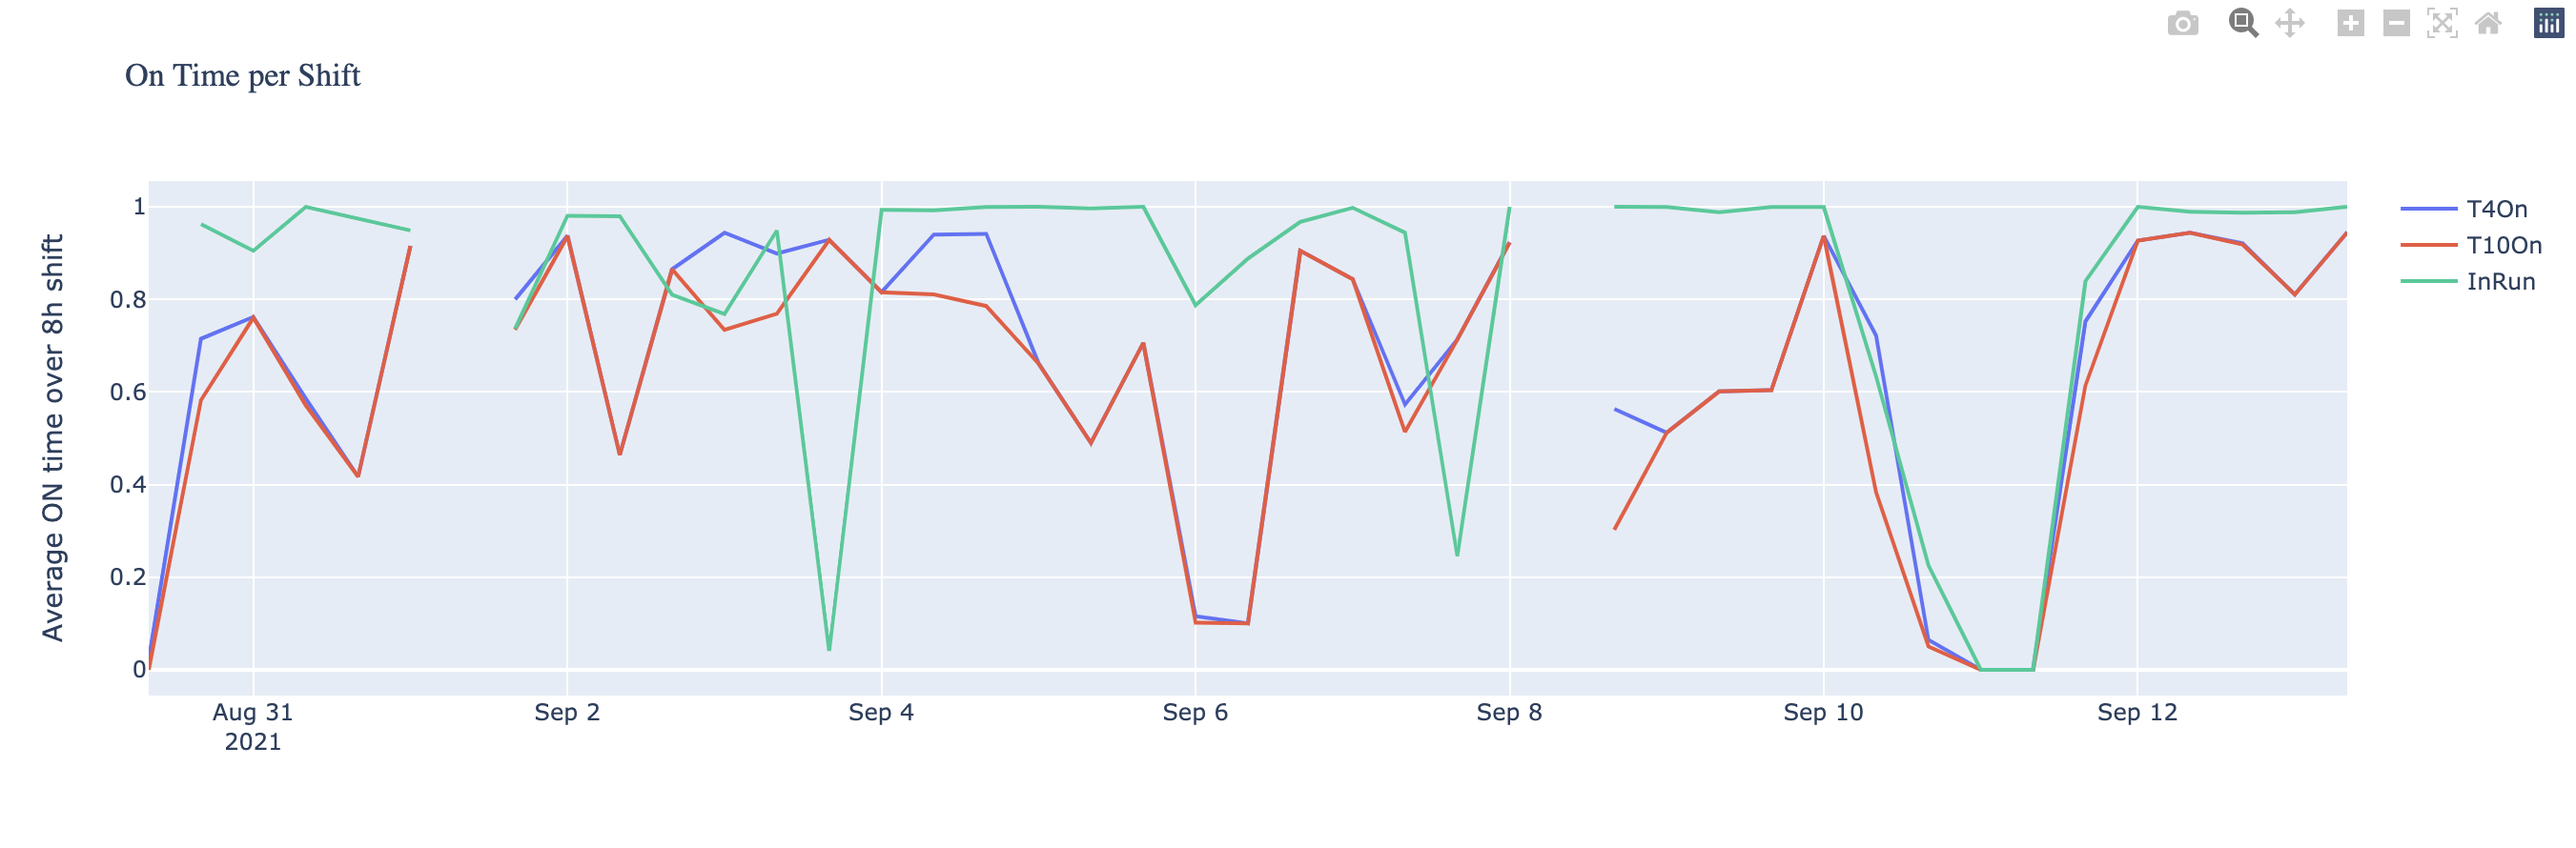 On Time per Shift
Average ON time over 8h shift
1
0.8
0.6
0.4
0.2
0
Aug 31
2021
Sep 2
Sep 4
Sep 6
Sep 8
Sep 10
Sep 12
T4On
T10On
InRun